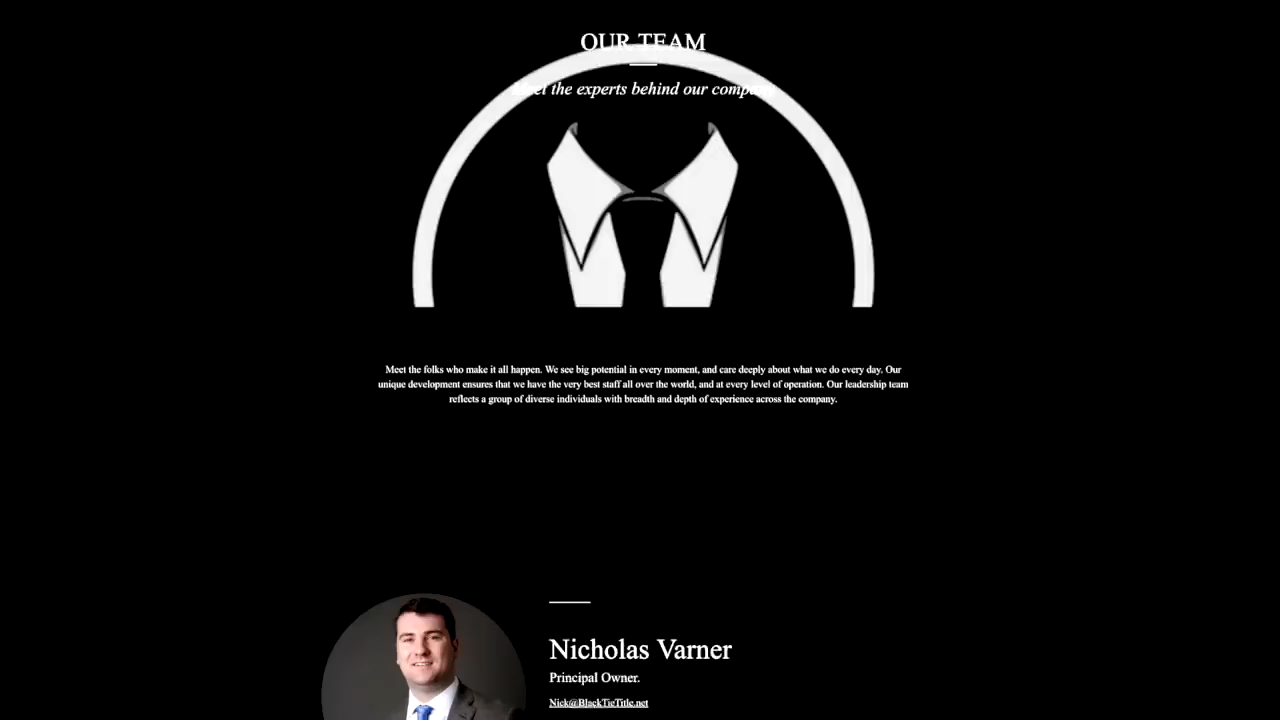 OUR TEAM
the experts behind our
Meet the folks who make it all happen. We see big potential in every moment, and care deeply about what we do every day. Our
unique development ensures that we have the very best staff all over the world, and at every level of operation. Our leadership team
reflects a group of diverse individuals with breadth and depth of experience across the company.
Nicholas Varner
Principal Owner.
Nick@BlackTieTitle.net